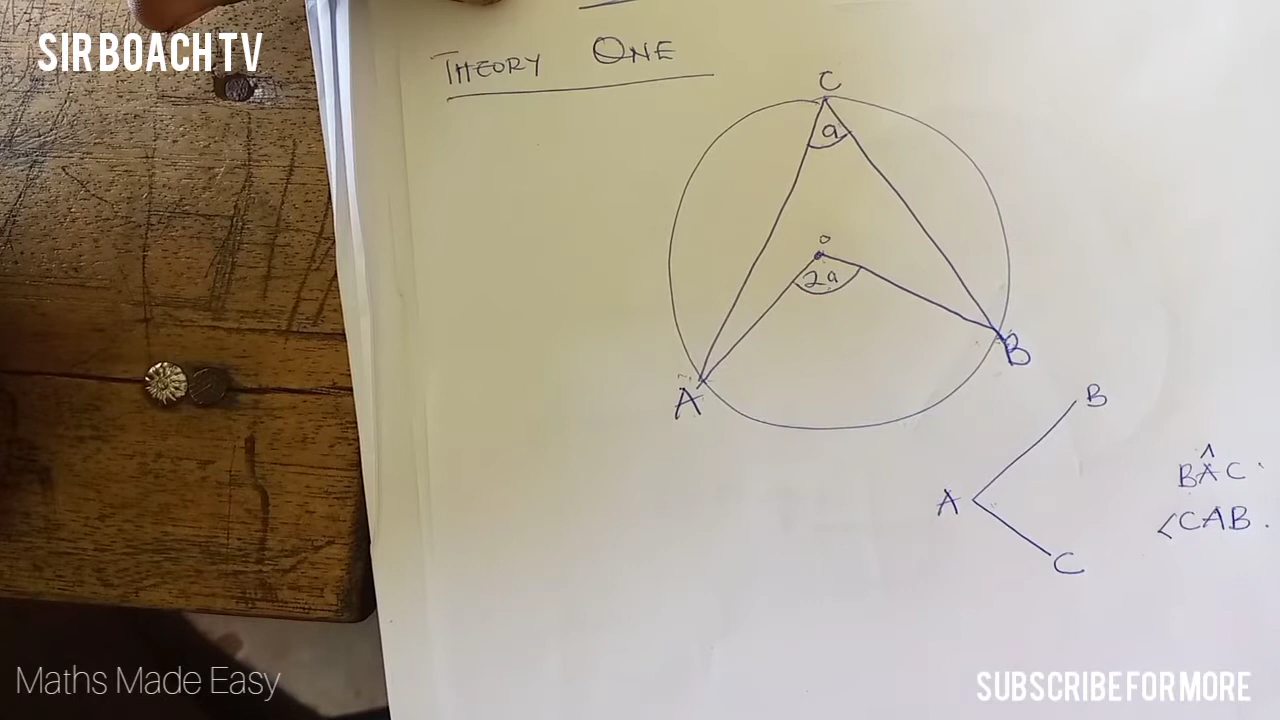 SIR BOACH TV
THEORY ONE
C
a
O
2a
B
A
B
BÂC
A
<CAB.
C
Maths Made Easy
SUBSCRIBE FOR MORE